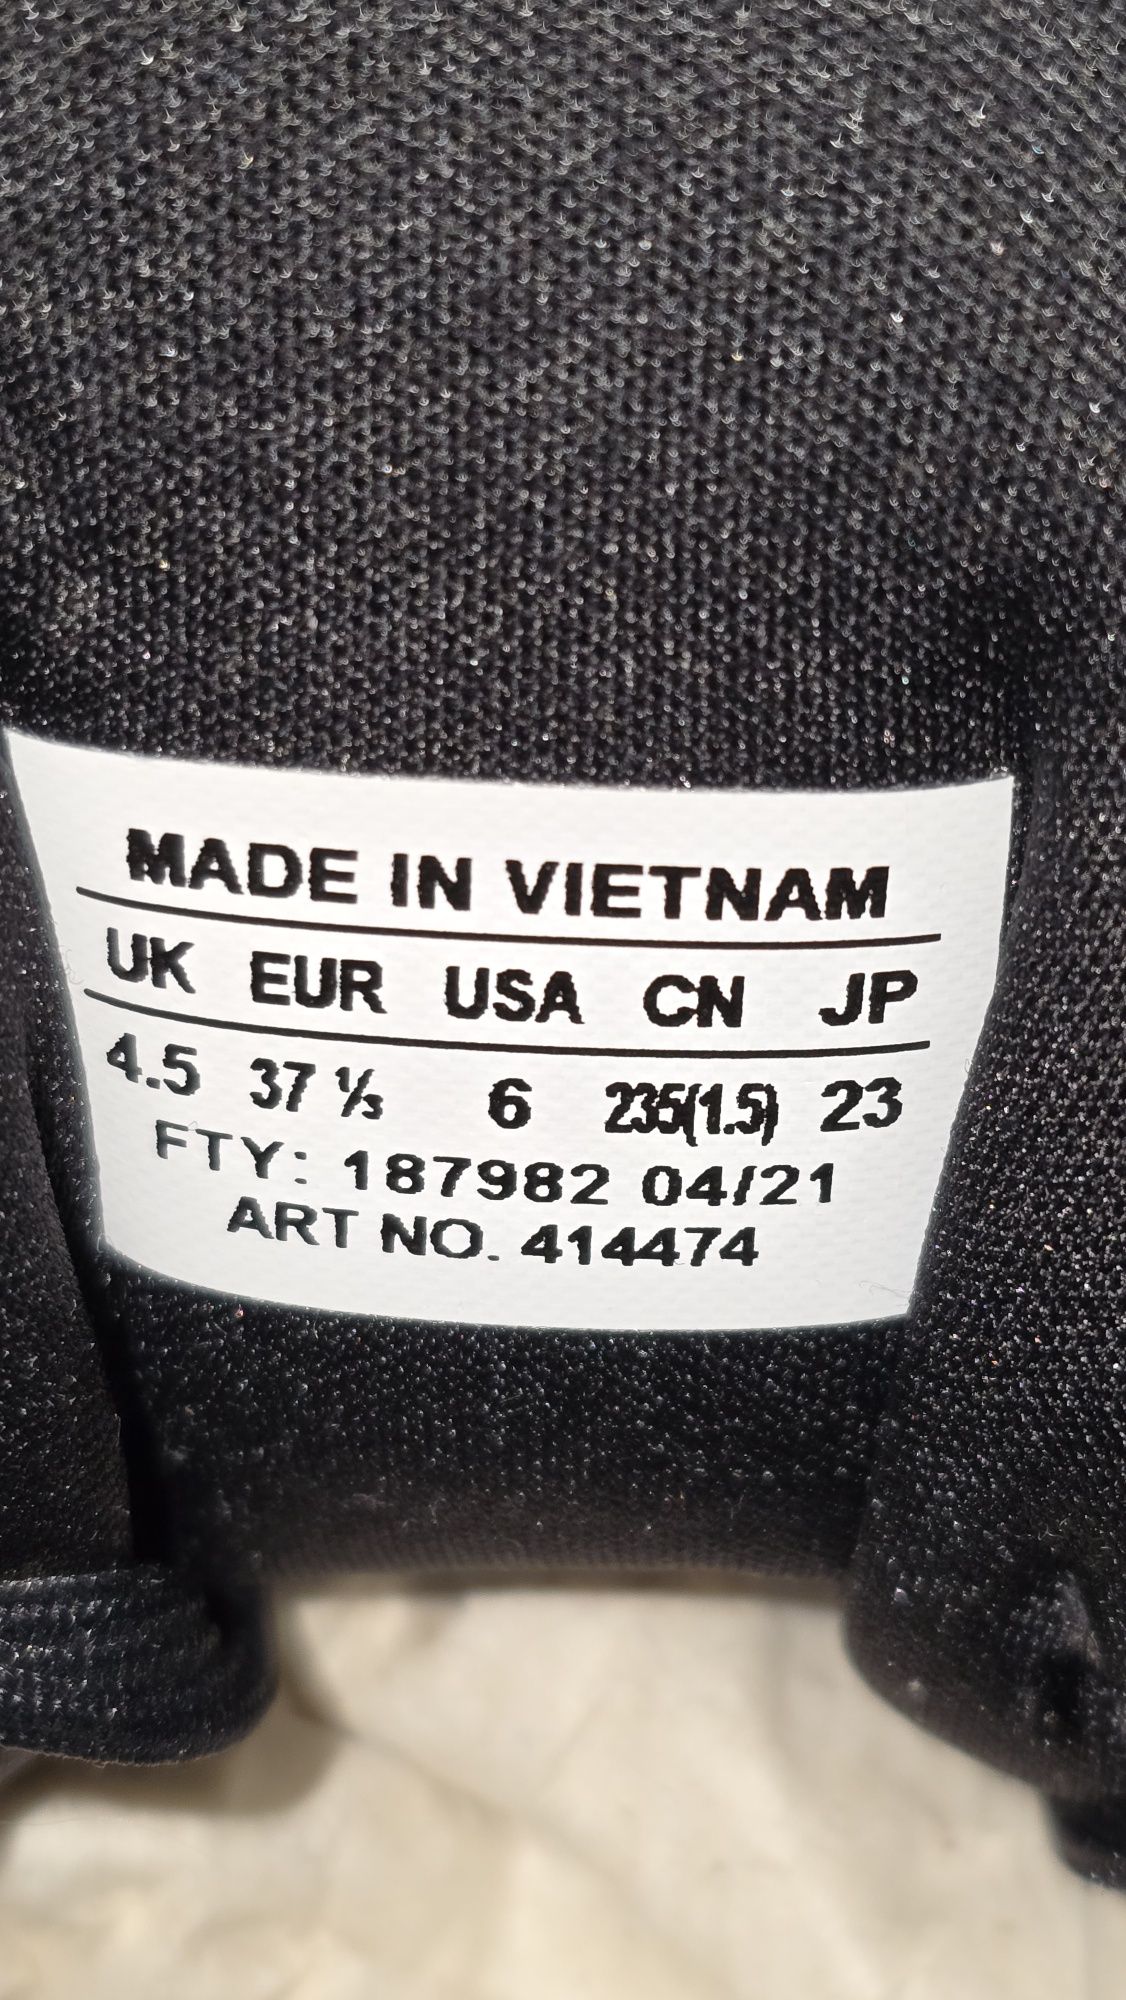 MADE IN VIETNAM
UK EUR USA CN JP
4.5 37 ⅓ 6 235(1.5) 23
FTY: 187982 04/21
ART NO. 414474